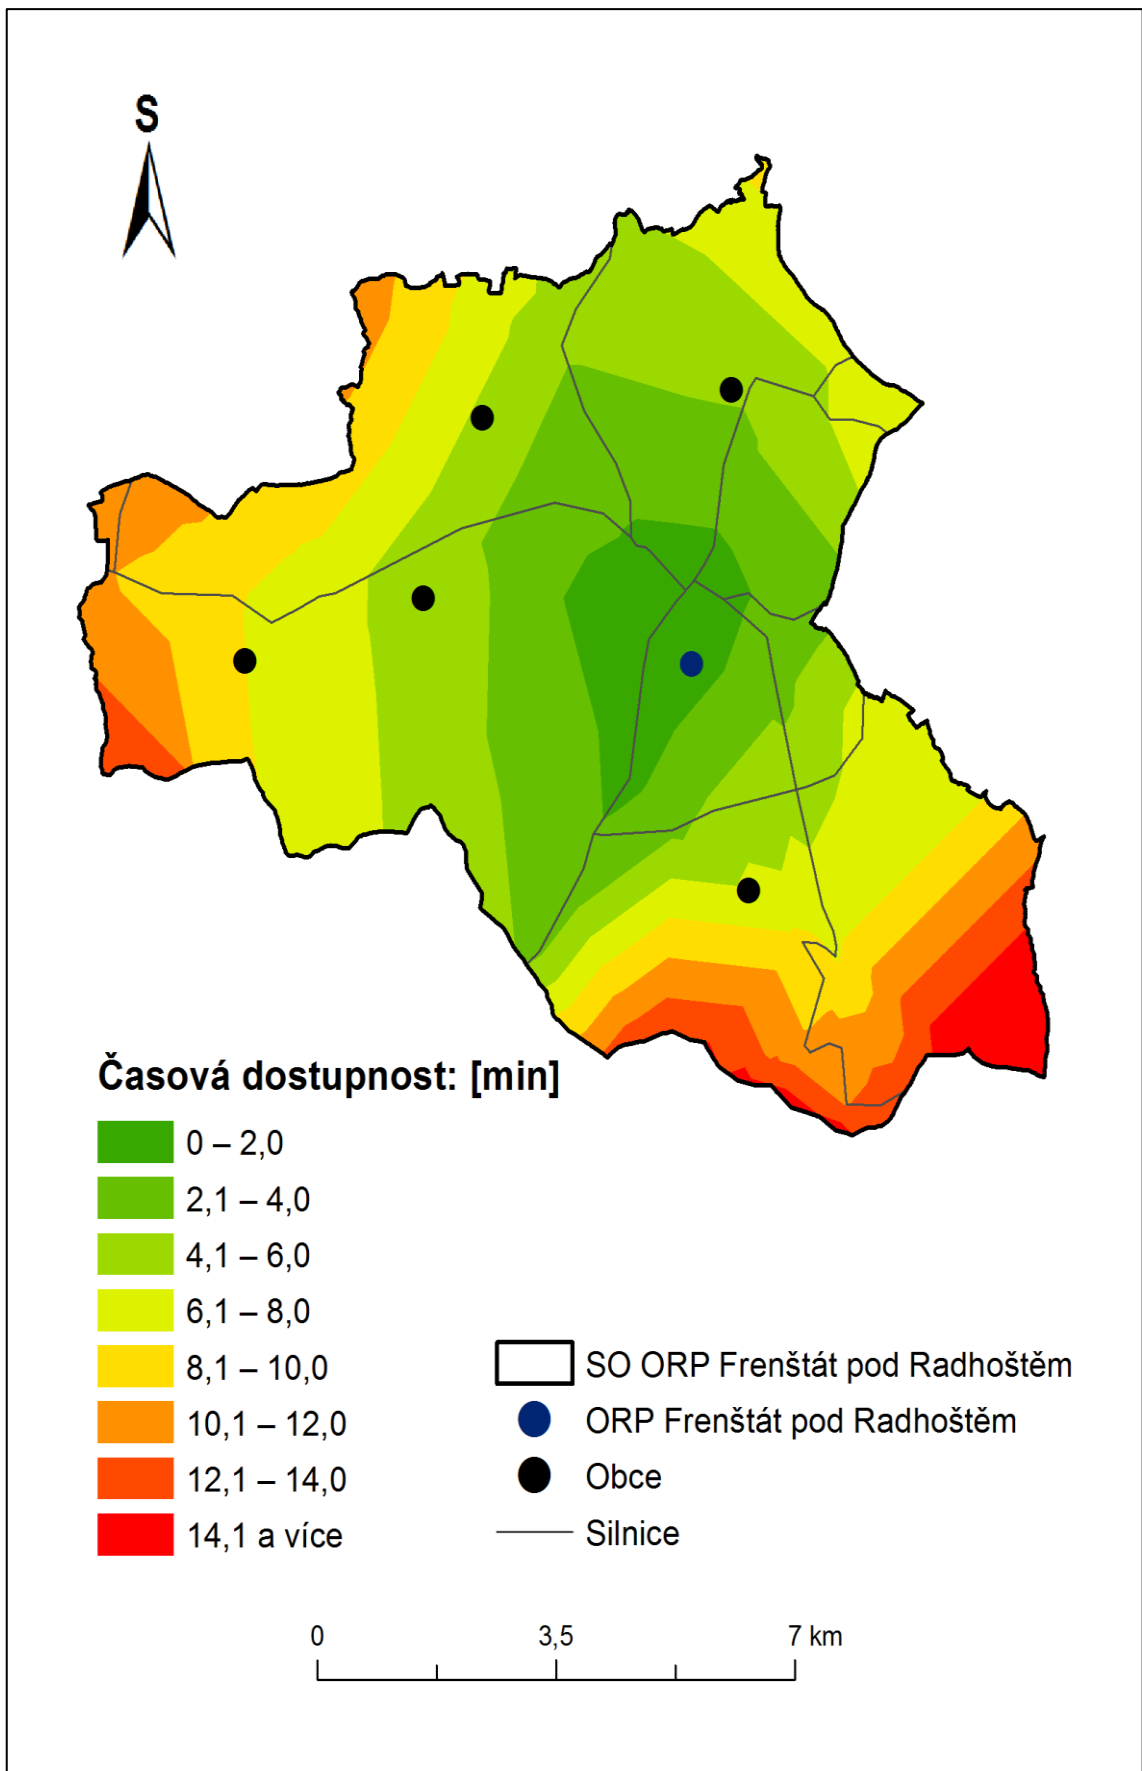 S
Časová dostupnost: [min]
0 – 2,0
2,1 – 4,0
4,1 – 6,0
6,1 – 8,0
8,1 – 10,0
10,1 – 12,0
12,1 – 14,0
14,1 a více
SO ORP Frenštát pod Radhoštěm
ORP Frenštát pod Radhoštěm
Obce
Silnice
0 3,5 7 km